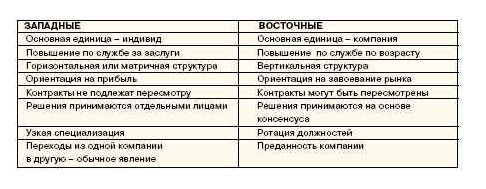 ЗАПАДНЫЕ ВОСТОЧНЫЕ
Основная единица – индивид Основная единица – компания
Повышение по службе за заслуги Повышение по службе по возрасту
Горизонтальная или матричная структура Вертикальная структура
Ориентация на прибыль Ориентация на завоевание рынка
Контракты не подлежат пересмотру Контракты могут быть пересмотрены
Решения принимаются отдельными лицами Решения принимаются на основе
консенсуса
Узкая специализация Ротация должностей
Переходы из одной компании Преданность компании
в другую – обычное явление